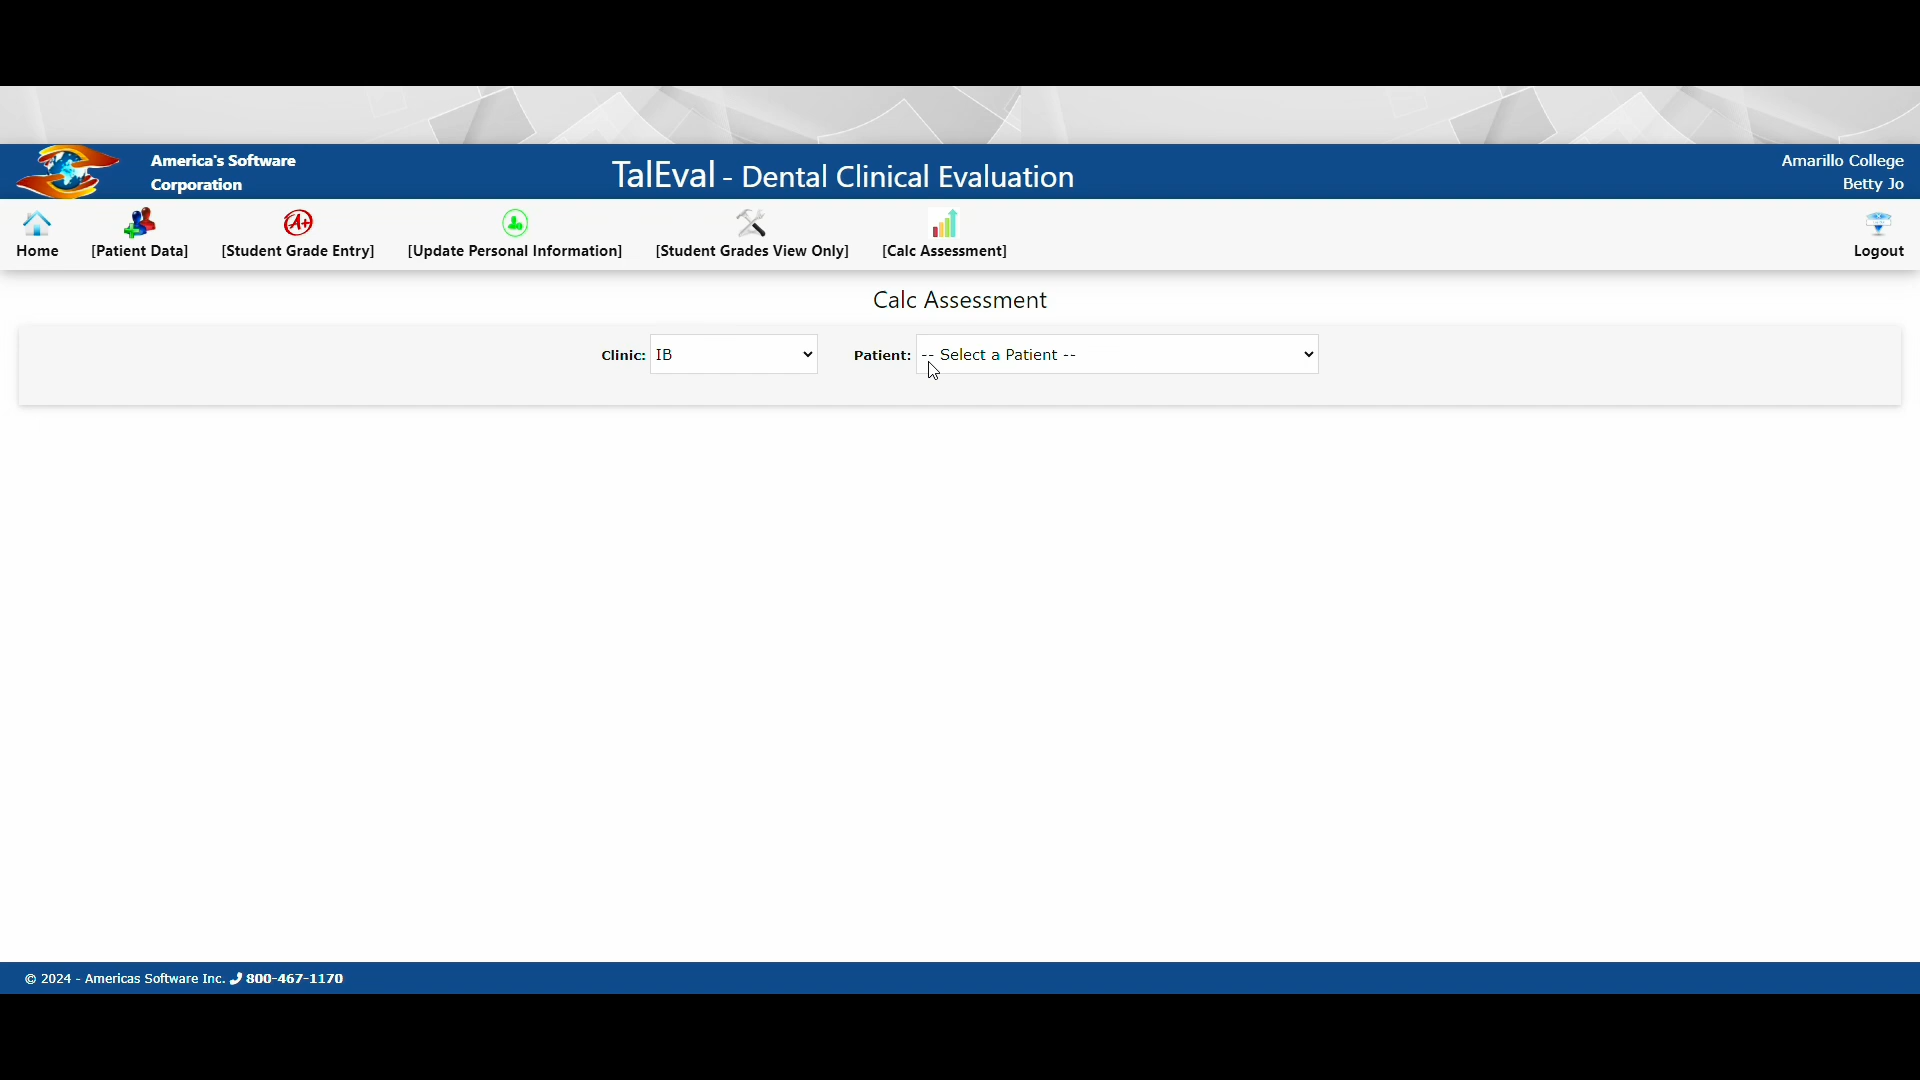 America's Software
Corporation
TalEval - Dental Clinical Evaluation
Amarillo College
Betty Jo
Home
[Patient Data]
[Student Grade Entry]
[Update Personal Information]
[Student Grades View Only]
[Calc Assessment]
Logout
Calc Assessment
Clinic: IB
Patient: -- Select a Patient --
© 2024 - Americas Software Inc. 800-467-1170